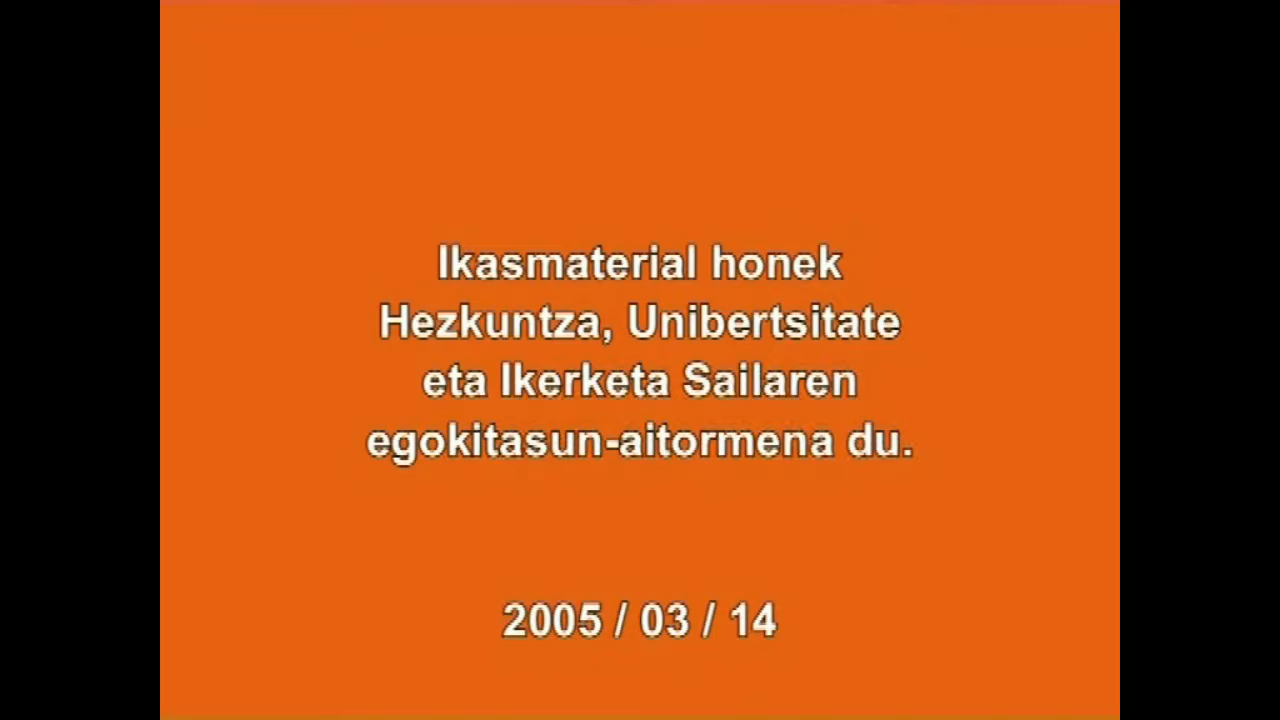 Ikasmaterial honek
Hezkuntza, Unibertsitate
eta Ikerketa Sailaren
egokitasun-aitormena du.
2005 / 03 / 14